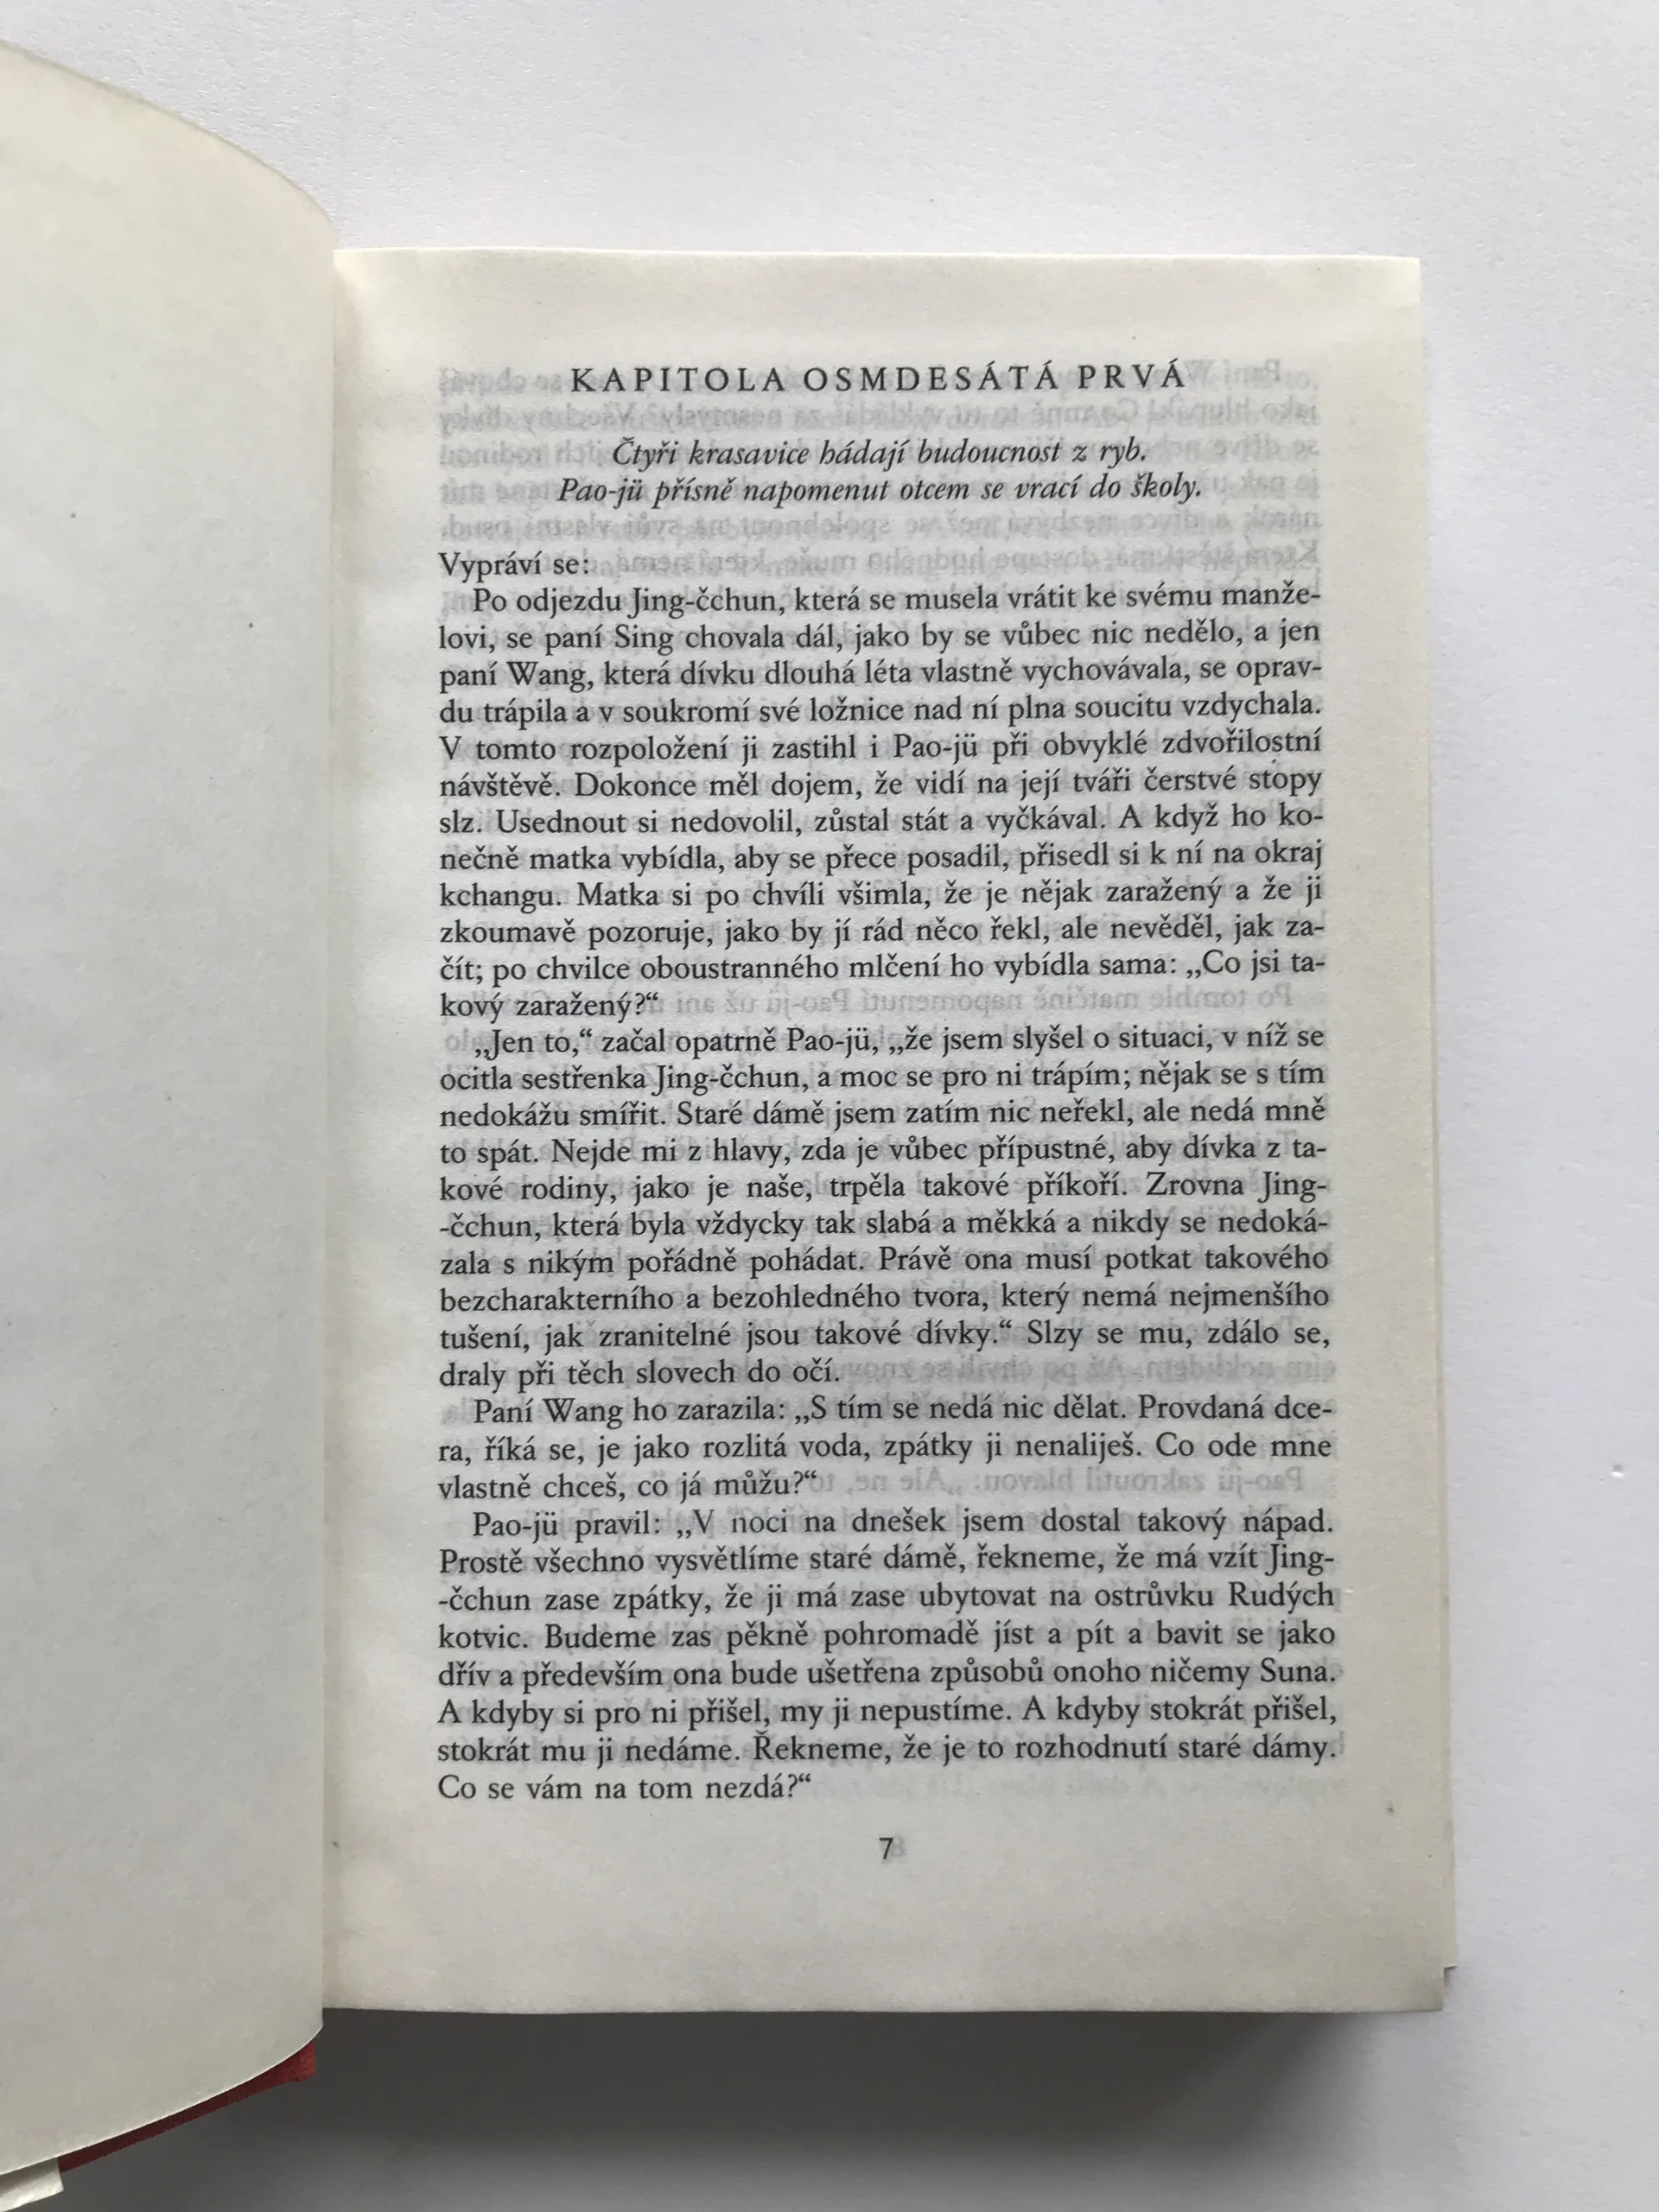 KAPITOLA OSMDESÁTÁ PRVÁ
Čtyři krasavice hádají budoucnost z ryb.
Pao-jü přísně napomenut otcem se vrací do školy.
Vypráví se:
Po odjezdu Jing-čchun, která se musela vrátit ke svému manže-
lovi, se paní Sing chovala dál, jako by se vůbec nic nedělo, a jen
paní Wang, která dívku dlouhá léta vlastně vychovávala, se oprav-
du trápila a v soukromí své ložnice nad ní plna soucitu vzdychala.
V tomto rozpoložení ji zastihl i Pao-jü při obvyklé zdvořilostní
návštěvě. Dokonce měl dojem, že vidí na její tváři čerstvé stopy
slz. Usednout si nedovolil, zůstal stát a vyčkával. A když ho ko-
nečně matka vybídla, aby se přece posadil, přisedl si k ní na okraj
kchangu. Matka si po chvíli všimla, že je nějak zaražený a že ji
zkoumavě pozoruje, jako by jí rád něco řekl, ale nevěděl, jak za-
čít; po chvilce oboustranného mlčení ho vybídla sama: „Co jsi ta-
kový zaražený?“
„Jen to,“ začal opatrně Pao-jü, „že jsem slyšel o situaci, v níž se
ocitla sestřenka Jing-čchun, a moc se pro ni trápím; nějak se s tím
nedokážu smířit. Staré dámě jsem zatím nic neřekl, ale nedá mně
to spát. Nejde mi z hlavy, zda je vůbec přípustné, aby dívka z ta-
kové rodiny, jako je naše, trpěla takové příkoří. Zrovna Jing-
-čchun, která byla vždycky tak slabá a měkká a nikdy se nedoká-
zala s nikým pořádně pohádat. Právě ona musí potkat takového
bezcharakterního a bezohledného tvora, který nemá nejmenšího
tušení, jak zranitelné jsou takové dívky.“ Slzy se mu, zdálo se,
draly při těch slovech do očí.
Paní Wang ho zarazila: „S tím se nedá nic dělat. Provdaná dce-
ra, říká se, je jako rozlitá voda, zpátky ji nenaliješ. Co ode mne
vlastně chceš, co já můžu?“
Pao-jü pravil: „V noci na dnešek jsem dostal takový nápad.
Prostě všechno vysvětlíme staré dámě, řekneme, že má vzít Jing-
-čchun zase zpátky, že ji má zase ubytovat na ostrůvku Rudých
kotvic. Budeme zas pěkně pohromadě jíst a pít a bavit se jako
dřív a především ona bude ušetřena způsobů onoho ničemy Suna.
A kdyby si pro ni přišel, my ji nepustíme. A kdyby stokrát přišel,
stokrát mu ji nedáme. Řekneme, že je to rozhodnutí staré dámy.
Co se vám na tom nezdá?“
7